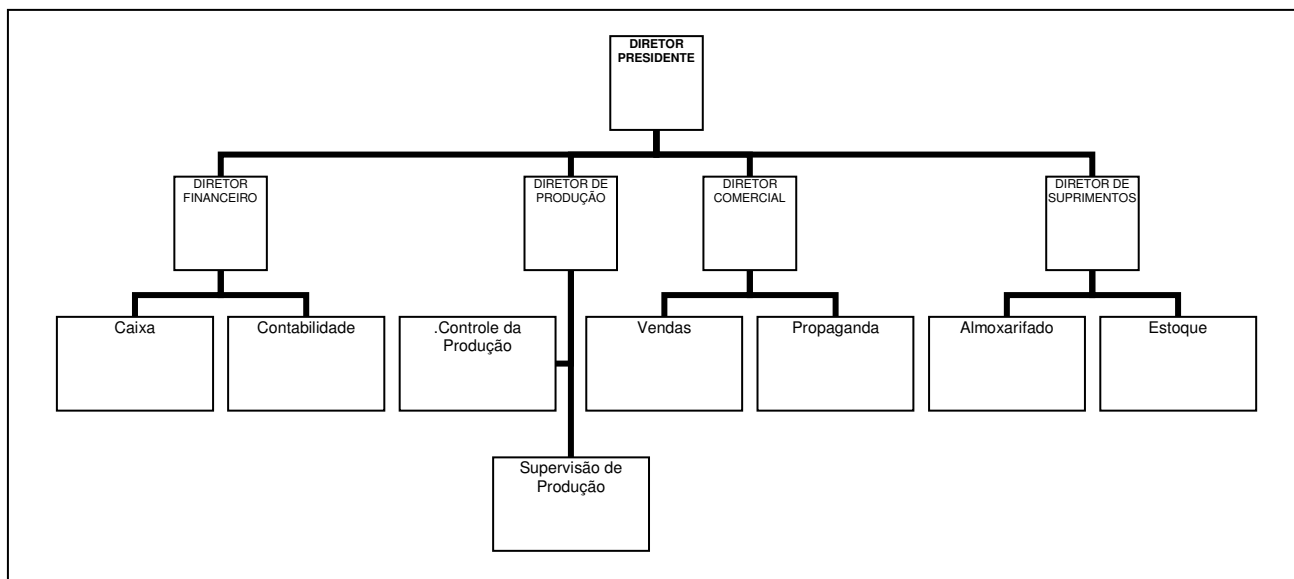 DIRETOR
PRESIDENTE
DIRETOR
FINANCEIRO
DIRETOR DE
PRODUÇÃO
DIRETOR
COMERCIAL
DIRETOR DE
SUPRIMENTOS
Caixa
Contabilidade
.Controle da
Produção
Vendas
Propaganda
Almoxarifado
Estoque
Supervisão de
Produção